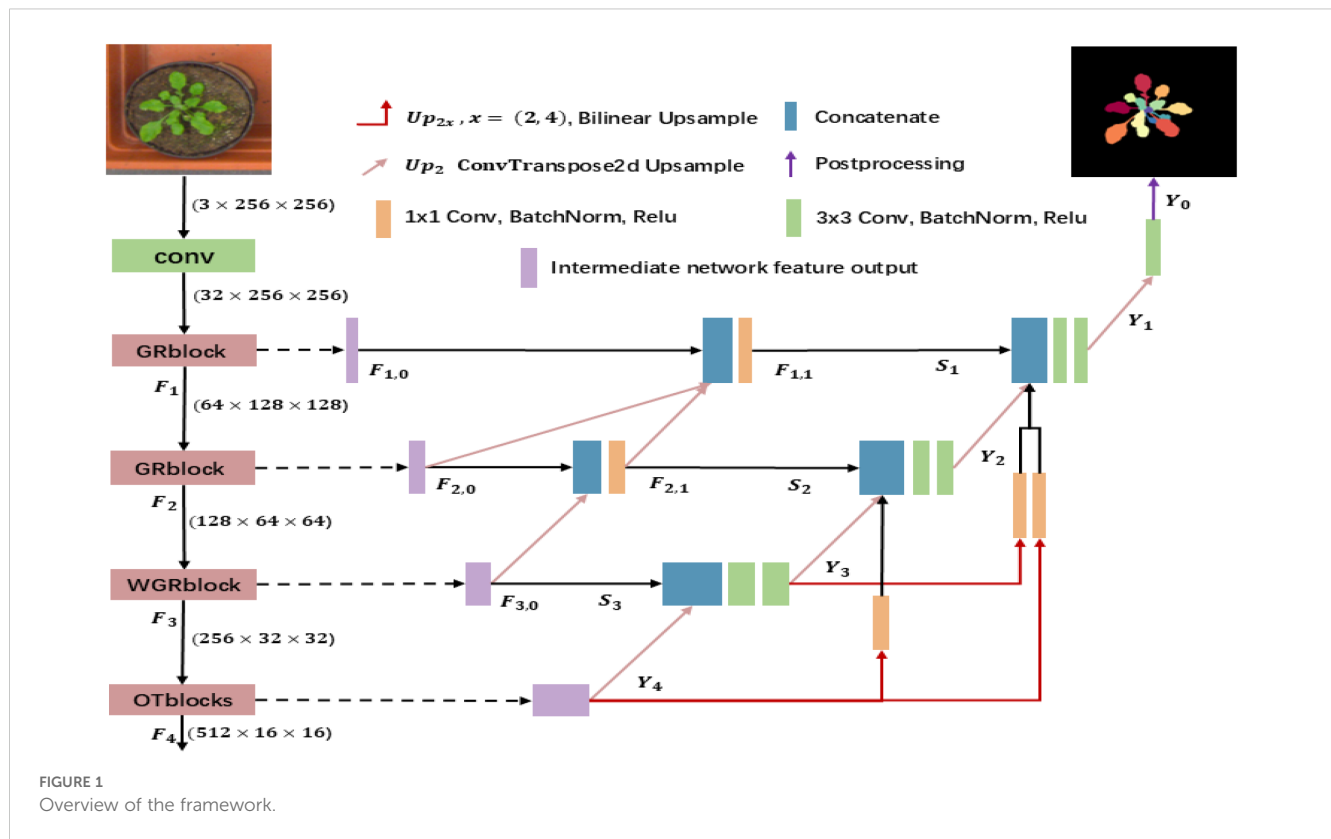 Up₂ₓ, x = (2, 4), Bilinear Upsample
Concatenate
Up₂ ConvTranspose2d Upsample
Postprocessing
1x1 Conv, BatchNorm, Relu
3x3 Conv, BatchNorm, Relu
Intermediate network feature output
(3 × 256 × 256)
conv
(32 × 256 × 256)
GRblock
F₁
(64 × 128 × 128)
GRblock
F₂
(128 × 64 × 64)
WGRblock
F₃
(256 × 32 × 32)
OTblocks
F₄
(512 × 16 × 16)
F₁,₀
F₁,₁
S₁
Y₁
Y₀
F₂,₀
F₂,₁
S₂
Y₂
F₃,₀
S₃
Y₃
Y₄
FIGURE 1
Overview of the framework.